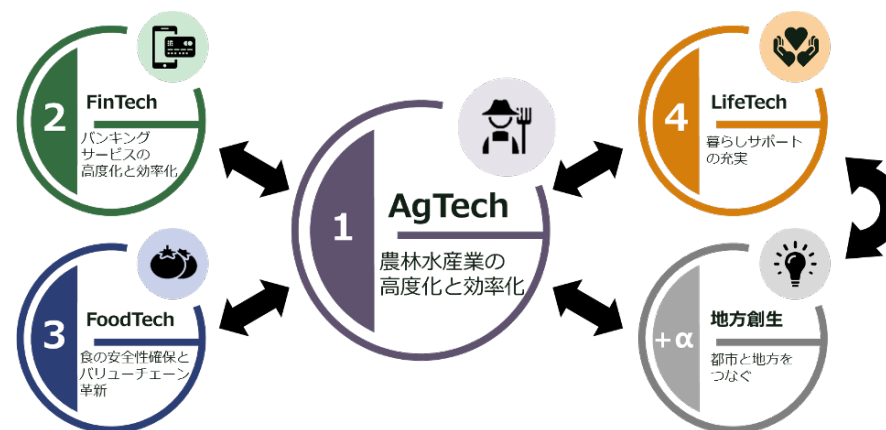 2
FinTech
バンキング
サービスの
高度化と効率化
1
AgTech
農林水産業の
高度化と効率化
4
LifeTech
暮らしサポート
の充実
3
FoodTech
食の安全性確保と
バリューチェーン
革新
+α
地方創生
都市と地方を
つなぐ